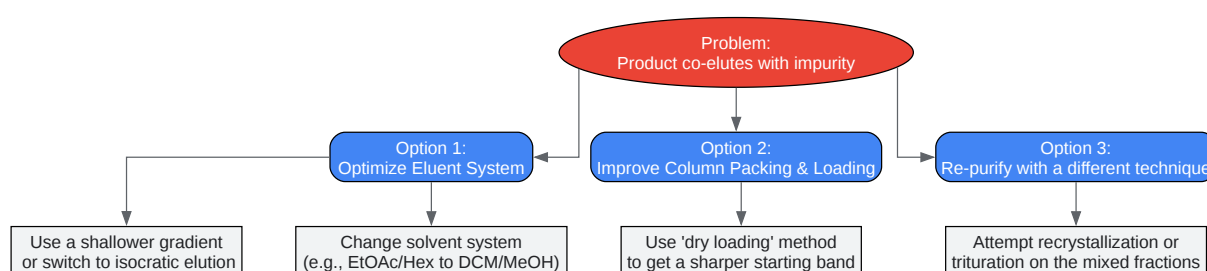 Problem:
Product co-elutes with impurity
Option 1:
Optimize Eluent System
Option 2:
Improve Column Packing & Loading
Option 3:
Re-purify with a different technique
Use a shallower gradient
or switch to isocratic elution
Change solvent system
(e.g., EtOAc/Hex to DCM/MeOH)
Use 'dry loading' method
to get a sharper starting band
Attempt recrystallization or
trituration on the mixed fractions